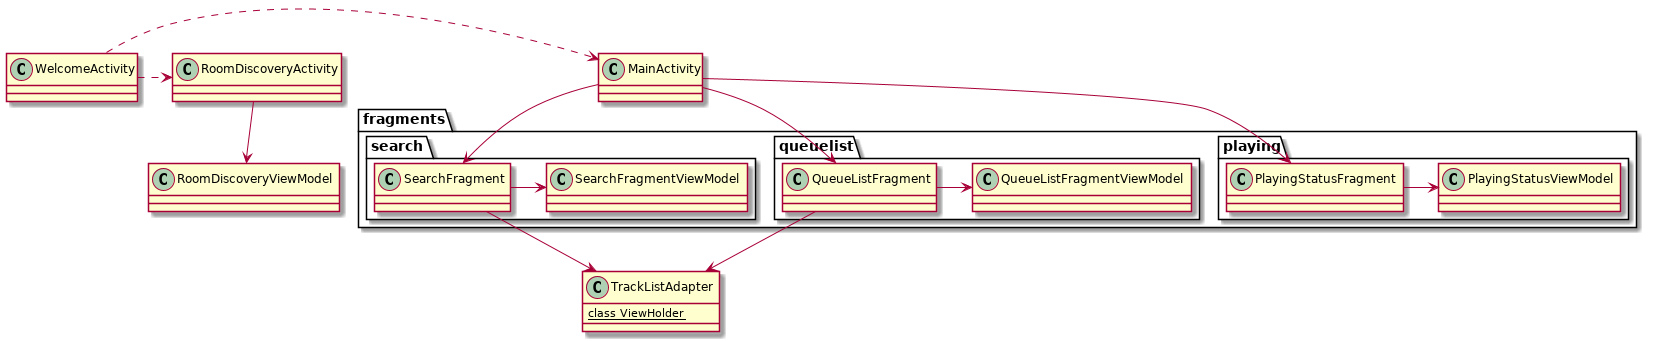 C WelcomeActivity
C RoomDiscoveryActivity
C MainActivity
fragments
search
queuelist
playing
C RoomDiscoveryViewModel
C SearchFragment
C SearchFragmentViewModel
C QueueListFragment
C QueueListFragmentViewModel
C PlayingStatusFragment
C PlayingStatusViewModel
C TrackListAdapter
class ViewHolder